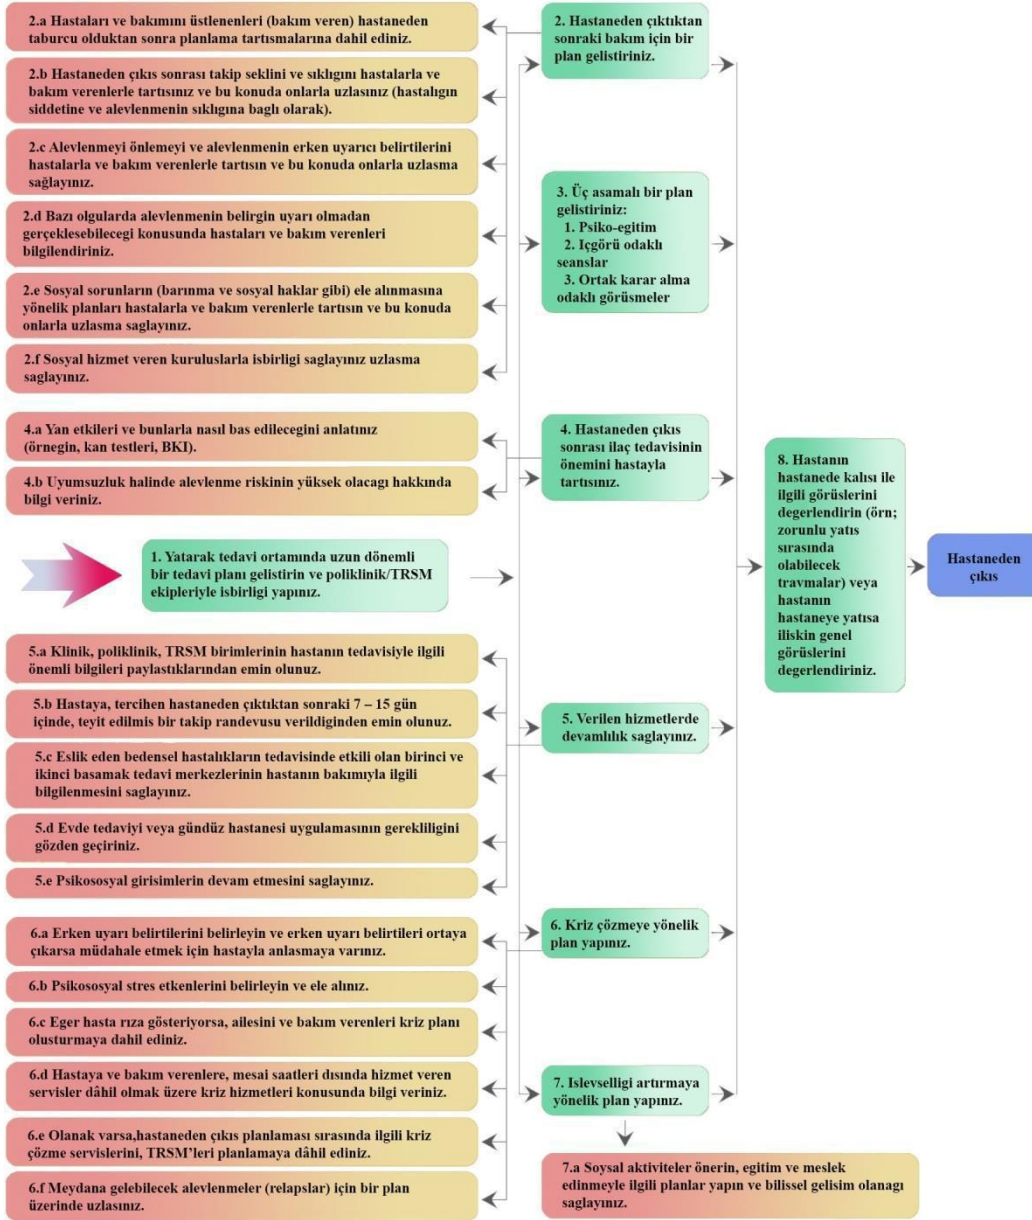 2.a Hastaları ve bakımını üstlenenleri (bakım veren) hastaneden
taburcu olduktan sonra planlama tartısmalarına dahil ediniz.
2.b Hastaneden çıkıs sonrası takip seklini ve sıklıgını hastalarla ve
bakım verenlerle tartısınız ve bu konuda onlarla uzlasınız (hastalıgın
siddetine ve alevlenmenin sıklıgına baglı olarak).
2.c Alevlenmeyi önlemeyi ve alevlenmenin erken uyarıcı belirtilerini
hastalarla ve bakım verenlerle tartısın ve bu konuda onlarla uzlasma
sağlayınız.
2.d Bazı olgularda alevlenmenin belirgin uyarı olmadan
gerçeklesebilecegi konusunda hastaları ve bakım verenleri
bilgilendiriniz.
2.e Sosyal sorunların (barınma ve sosyal haklar gibi) ele alınmasına
yönelik planları hastalarla ve bakım verenlerle tartısın ve bu konuda
onlarla uzlasma saglayınız.
2.f Sosyal hizmet veren kuruluslarla isbirligi saglayınız uzlasma
saglayınız.
4.a Yan etkileri ve bunlarla nasıl bas edilecegini anlatınız
(örnegin, kan testleri, BKI).
4.b Uyumsuzluk halinde alevlenme riskinin yüksek olacagı hakkında
bilgi veriniz.
1. Yatarak tedavi ortamında uzun dönemli
bir tedavi planı gelistirin ve poliklinik/TRSM
ekipleriyle isbirligi yapınız.
5.a Klinik, poliklinik, TRSM birimlerinin hastanın tedavisiyle ilgili
önemli bilgileri paylastıklarından emin olunuz.
5.b Hastaya, tercihen hastaneden çıktıktan sonraki 7 – 15 gün
içinde, teyit edilmis bir takip randevusu verildiginden emin olunuz.
5.c Eslik eden bedensel hastalıkların tedavisinde etkili olan birinci ve
ikinci basamak tedavi merkezlerinin hastanın bakımıyla ilgili
bilgilenmesini saglayınız.
5.d Evde tedaviyi veya gündüz hastanesi uygulamasının gerekliligini
gözden geçiriniz.
5.e Psikososyal girisimlerin devam etmesini saglayınız.
6.a Erken uyarı belirtilerini belirleyin ve erken uyarı belirtileri ortaya
çıkarsa müdahale etmek için hastayla anlasmaya varınız.
6.b Psikososyal stres etkenlerini belirleyin ve ele alınız.
6.c Eger hasta rıza gösteriyorsa, ailesini ve bakım verenleri kriz planı
olusturmaya dahil ediniz.
6.d Hastaya ve bakım verenlere, mesai saatleri dısında hizmet veren
servisler dâhil olmak üzere kriz hizmetleri konusunda bilgi veriniz.
6.e Olanak varsa,hastaneden çıkıs planlaması sırasında ilgili kriz
çözme servislerini, TRSM'leri planlamaya dâhil ediniz.
6.f Meydana gelebilecek alevlenmeler (relapslar) için bir plan
üzerinde uzlasınız.
2. Hastaneden çıktıktan
sonraki bakım için bir
plan gelistiriniz.
3. Üç asamalı bir plan
gelistiriniz:
1. Psiko-egitim
2. Içgörü odaklı
seanslar
3. Ortak karar alma
odaklı görüsmeler
4. Hastaneden çıkıs
sonrası ilaç tedavisinin
önemini hastayla
tartısınız.
5. Verilen hizmetlerde
devamlılık saglayınız.
6. Kriz çözmeye yönelik
plan yapınız.
7. Islevselligi artırmaya
yönelik plan yapınız.
7.a Soysal aktiviteler önerin, egitim ve meslek
edinmeyle ilgili planlar yapın ve bilissel gelisim olanagı
saglayınız.
8. Hastanın
hastanede kalısı ile
ilgili görüslerini
degerlendirin (örn;
zorunlu yatıs
sırasında
olabilecek
travmalar) veya
hastanın
hastaneye yatısa
iliskin genel
görüslerini
degerlendiriniz.
Hastaneden
çıkıs